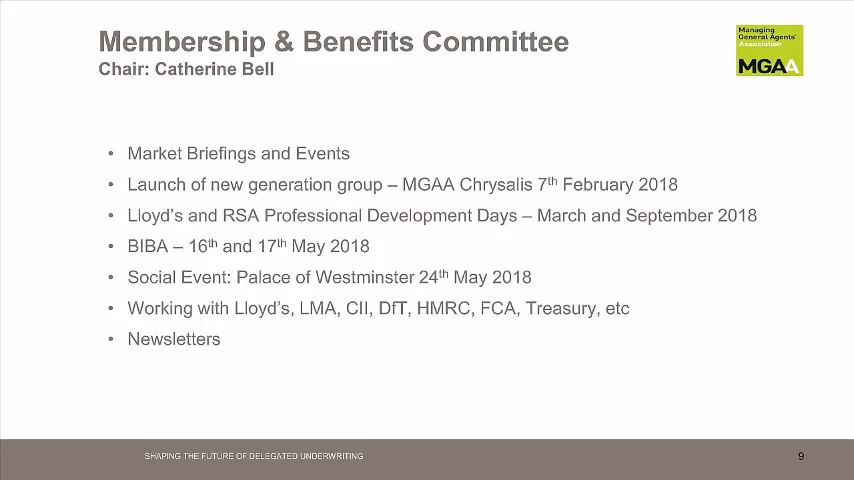 Membership & Benefits Committee
Chair: Catherine Bell
Managing
General Agents'
Association
MGAA
• Market Briefings and Events
• Launch of new generation group – MGAA Chrysalis 7th February 2018
• Lloyd's and RSA Professional Development Days – March and September 2018
• BIBA – 16th and 17th May 2018
• Social Event: Palace of Westminster 24th May 2018
• Working with Lloyd's, LMA, CII, DfT, HMRC, FCA, Treasury, etc
• Newsletters
SHAPING THE FUTURE OF DELEGATED UNDERWRITING
9